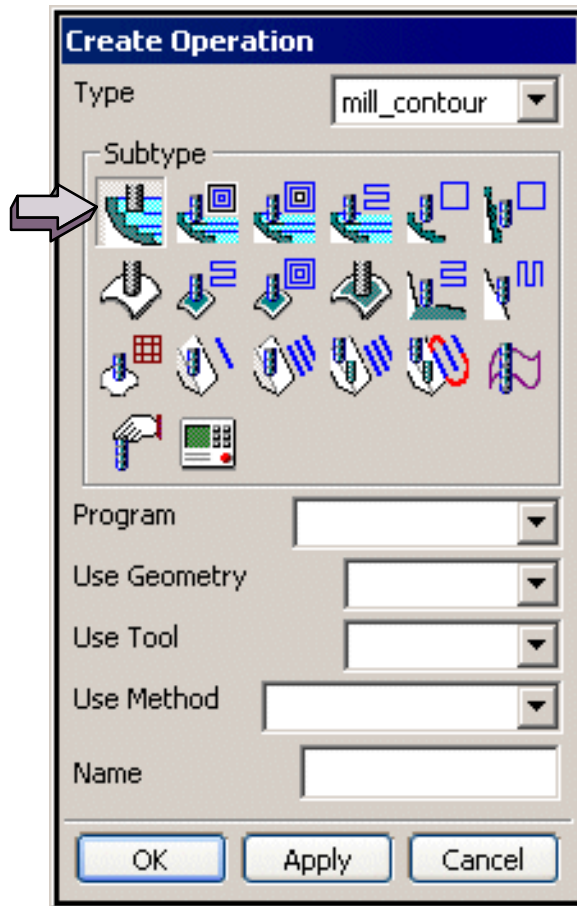 Create Operation
Type mill_contour
Subtype
Program
Use Geometry
Use Tool
Use Method
Name
OK Apply Cancel